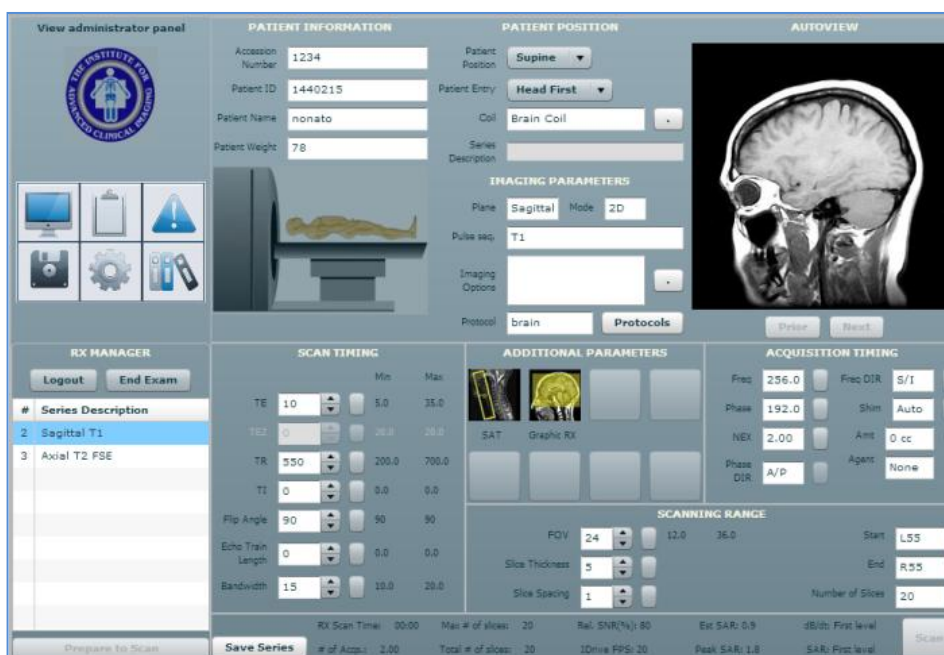 View administrator panel
THE INSTITUTE FOR ADVANCED CLINICAL IMAGING
PATIENT INFORMATION
Accession Number 1234
Patient ID 1440215
Patient Name nonato
Patient Weight 78
PATIENT POSITION
Patient Position Supine
Patient Entry Head First
Coil Brain Coil .
Series Description
IMAGING PARAMETERS
Plane Sagittal Mode 2D
Pulse seq. T1
Imaging Options .
Protocol brain Protocols
AUTOVIEW
Prior Next
RX MANAGER
Logout End Exam
# Series Description
2 Sagittal T1
3 Axial T2 FSE
Prepare to Scan
SCAN TIMING
Min Max
TE 10 5.0 35.0
TE2 0 20.0 20.0
TR 550 200.0 700.0
TI 0 0.0 0.0
Flip Angle 90 90 90
Echo Train Length 0 0.0 0.0
Bandwidth 15 10.0 20.0
ADDITIONAL PARAMETERS
SAT Graphic RX
ACQUISITION TIMING
Freq 256.0 Freq DIR S/I
Phase 192.0 Shim Auto
NEX 2.00 Amt 0 cc
Phase DIR A/P Agent None
SCANNING RANGE
FOV 24 12.0 36.0 Start L55
Slice Thickness 5 End R55
Slice Spacing 1 Number of Slices 20
RX Scan Time: 00:00 Max # of slices: 20 Rel. SNR(%): 80 Est SAR: 0.9 dB/dt: First level
Save Series # of Acqs.: 2.00 Total # of slices: 20 1Drive FPS: 20 Peak SAR: 1.8 SAR: First level
Scan